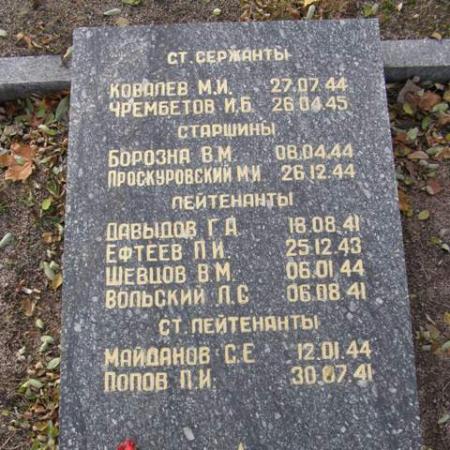 СТ. СЕРЖАНТЫ
КОВАЛЕВ М.И. 27.07.44
УРЕМБЕТОВ И.Б. 26.04.45
СТАРШИНЫ
БОРОЗНА В.М. 08.04.44
ПРОСКУРОВСКИЙ М.И 26.12.44
ЛЕЙТЕНАНТЫ
ДАВЫДОВ Г.Д 18.08.41
ЕФТЕЕВ П.И. 25.12.43
ШЕВЦОВ В.М. 06.01.44
ВОЛЬСКИЙ Л.С 06.08.41
СТ. ЛЕЙТЕНАНТЫ
МАЙДАНОВ С.Е 12.01.44
ПОПОВ П.И. 30.07.41